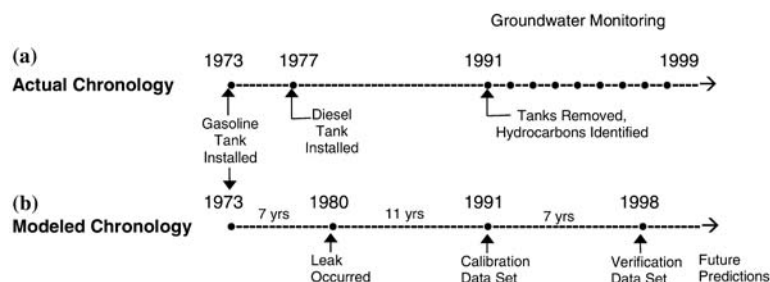 Groundwater Monitoring
(a)
1973 1977 1991 1999
Actual Chronology
Gasoline
Tank
Installed
Diesel
Tank
Installed
Tanks Removed,
Hydrocarbons Identified
(b)
1973 1980 1991 1998
7 yrs 11 yrs 7 yrs
Modeled Chronology
Leak
Occurred
Calibration
Data Set
Verification
Data Set
Future
Predictions